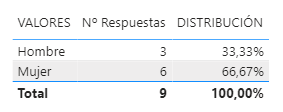 VALORES Nº Respuestas DISTRIBUCIÓN
Hombre 3 33,33%
Mujer 6 66,67%
Total 9 100,00%